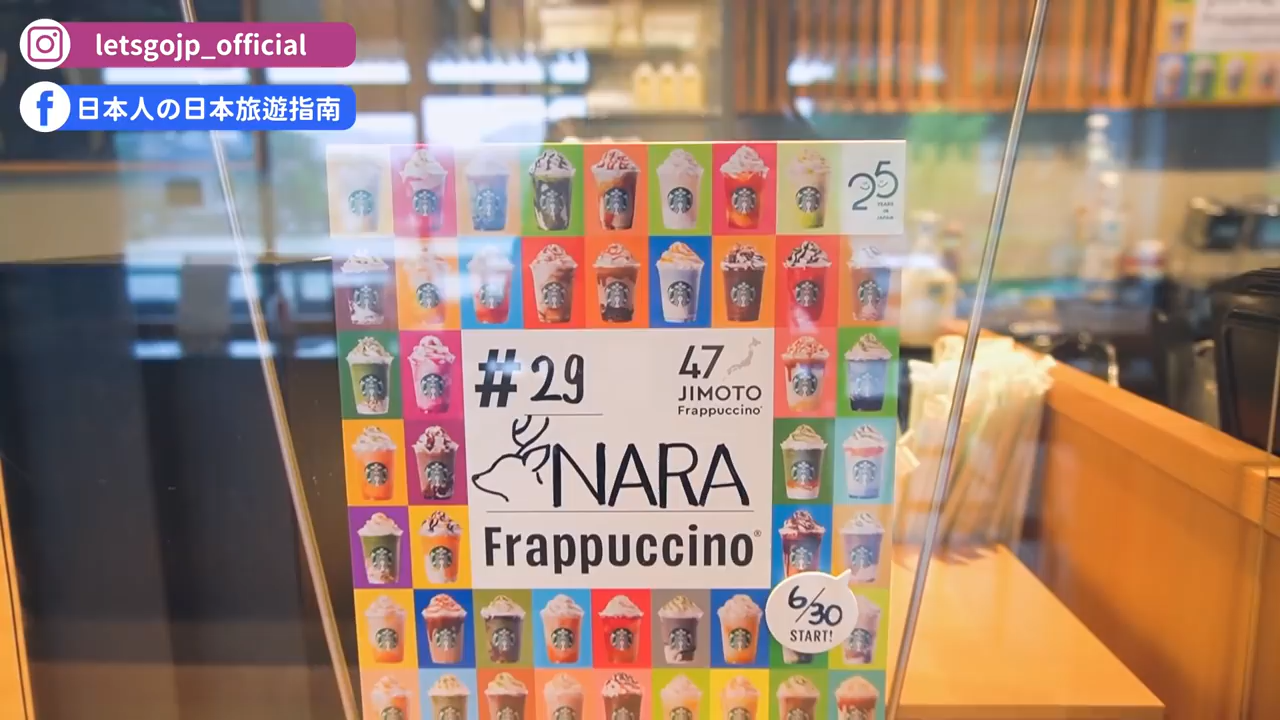 letsgojp_official
日本人の日本旅遊指南
25
YEARS
IN
JAPAN
#29
47
JIMOTO
Frappuccino®
NARA
Frappuccino®
6/30
START!